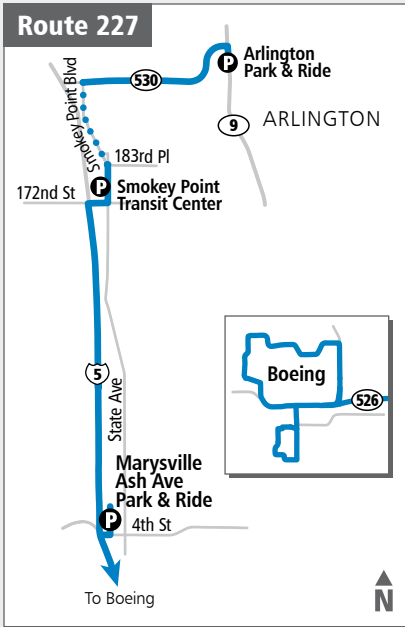 Route 227
Arlington
Park & Ride
P
530
Smokey Point Blvd
9
ARLINGTON
183rd Pl
P
172nd St
Smokey Point
Transit Center
5
State Ave
Boeing
526
Marysville
Ash Ave
Park & Ride
P
4th St
To Boeing
N